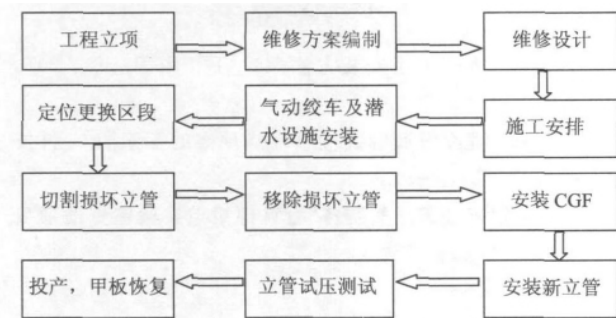 工程立项
维修方案编制
维修设计
定位更换区段
气动绞车及潜
水设施安装
施工安排
切割损坏立管
移除损坏立管
安装CGF
投产，甲板恢复
立管试压测试
安装新立管